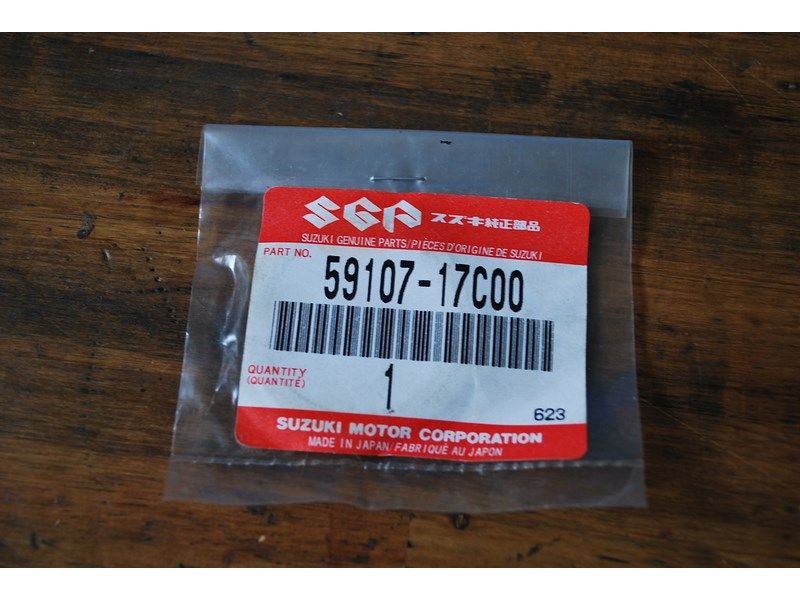 SGP スズキ純正部品
SUZUKI GENUINE PARTS/PIÈCES D'ORIGINE DE SUZUKI
PART NO. 59107-17C00
QUANTITY
(QUANTITÉ)
1
623
SUZUKI MOTOR CORPORATION
MADE IN JAPAN/FABRIQUÉ AU JAPON